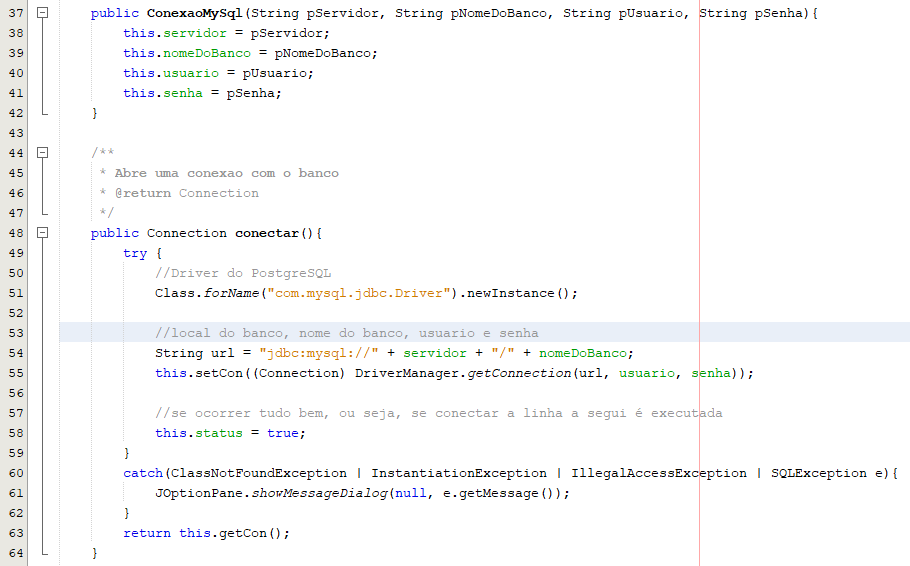 37 public ConexaoMySql(String pServidor, String pNomeDoBanco, String pUsuario, String pSenha){
38 this.servidor = pServidor;
39 this.nomeDoBanco = pNomeDoBanco;
40 this.usuario = pUsuario;
41 this.senha = pSenha;
42 }
43
44 /**
45 * Abre uma conexao com o banco
46 * @return Connection
47 */
48 public Connection conectar(){
49 try {
50 //Driver do PostgreSQL
51 Class.forName("com.mysql.jdbc.Driver").newInstance();
52
53 //local do banco, nome do banco, usuario e senha
54 String url = "jdbc:mysql://" + servidor + "/" + nomeDoBanco;
55 this.setCon((Connection) DriverManager.getConnection(url, usuario, senha));
56
57 //se ocorrer tudo bem, ou seja, se conectar a linha a segui é executada
58 this.status = true;
59 }
60 catch(ClassNotFoundException | InstantiationException | IllegalAccessException | SQLException e){
61 JOptionPane.showMessageDialog(null, e.getMessage());
62 }
63 return this.getCon();
64 }